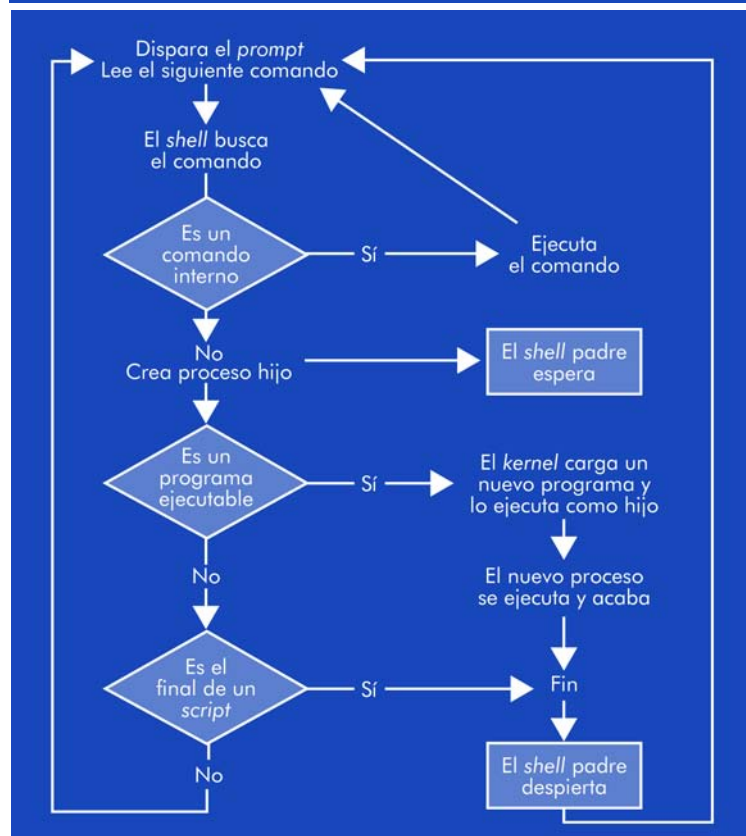 Dispara el prompt
Lee el siguiente comando
El shell busca
el comando
Es un
comando
interno
Sí
Ejecuta
el comando
No
Crea proceso hijo
El shell padre
espera
Es un
programa
ejecutable
Sí
El kernel carga un
nuevo programa y
lo ejecuta como hijo
El nuevo proceso
se ejecuta y acaba
No
Es el
final de un
script
Sí
Fin
No
El shell padre
despierta